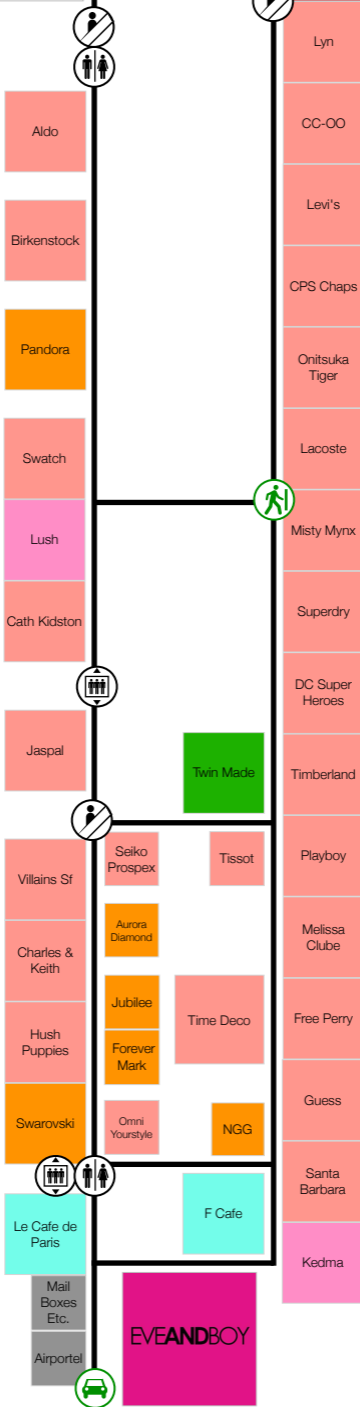 Lyn
Aldo
CC-OO
Birkenstock
Levi's
CPS Chaps
Pandora
Onitsuka
Tiger
Swatch
Lacoste
Lush
Misty Mynx
Cath Kidston
Superdry
DC Super
Heroes
Jaspal
Twin Made
Timberland
Seiko
Prospex
Tissot
Playboy
Villains Sf
Aurora
Diamond
Melissa
Clube
Charles &
Keith
Jubilee
Time Deco
Free Perry
Hush
Puppies
Forever
Mark
Guess
Swarovski
Omni
Yourstyle
NGG
Santa
Barbara
Le Cafe de
Paris
F Cafe
Kedma
Mail
Boxes
Etc.
EVEANDBOY
Airportel